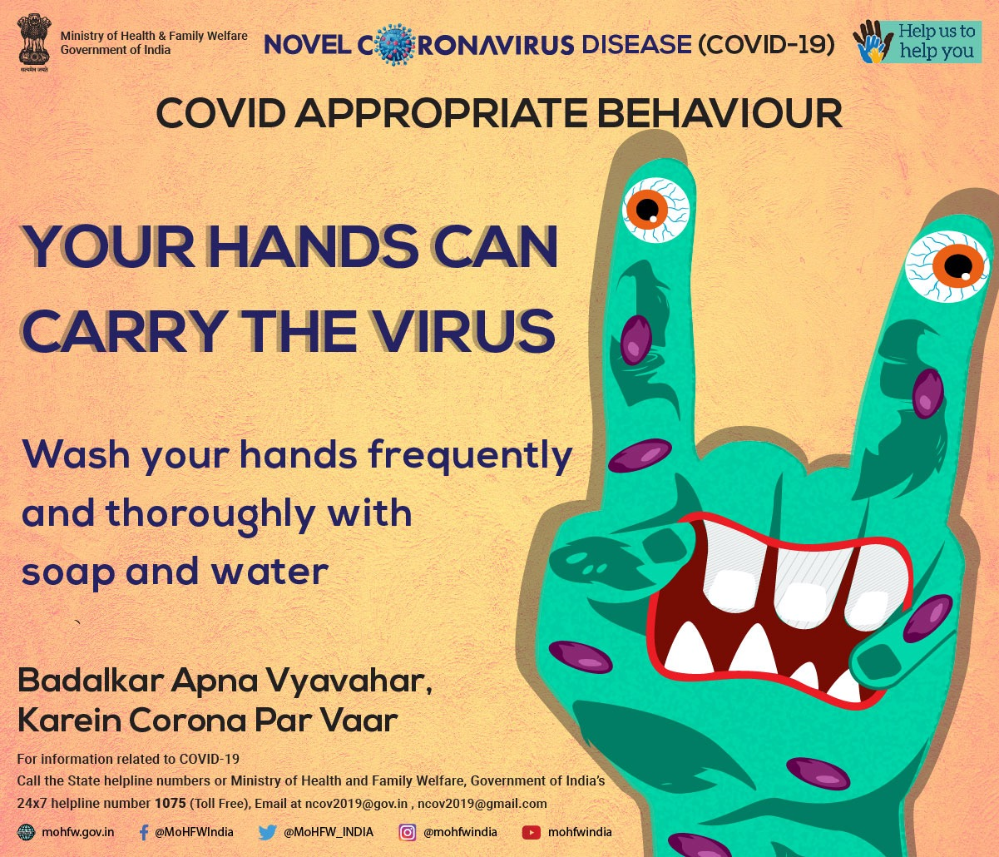 Ministry of Health & Family Welfare
Government of India
सत्यमेव जयते
NOVEL CORONAVIRUS DISEASE (COVID-19)
Help us to
help you
COVID APPROPRIATE BEHAVIOUR
YOUR HANDS CAN
CARRY THE VIRUS
Wash your hands frequently
and thoroughly with
soap and water
Badalkar Apna Vyavahar,
Karein Corona Par Vaar
For information related to COVID-19
Call the State helpline numbers or Ministry of Health and Family Welfare, Government of India's
24x7 helpline number 1075 (Toll Free), Email at ncov2019@gov.in , ncov2019@gmail.com
mohfw.gov.in @MoHFWIndia @MoHFW_INDIA @mohfwindia mohfwindia